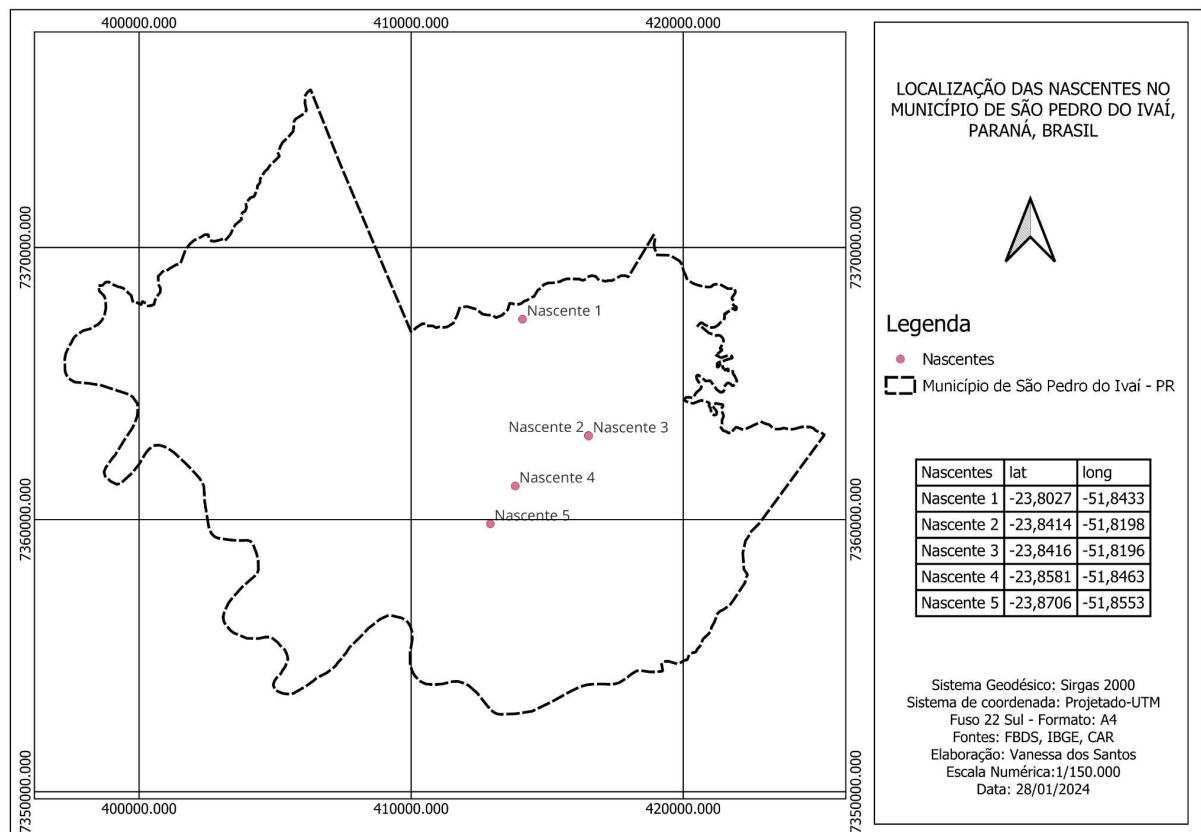 400000.000
410000.000
420000.000
7370000.000
7370000.000
7360000.000
7360000.000
7350000.000
7350000.000
Nascente 1
Nascente 2
Nascente 3
Nascente 4
Nascente 5
400000.000
410000.000
420000.000
LOCALIZAÇÃO DAS NASCENTES NO
MUNICÍPIO DE SÃO PEDRO DO IVAÍ,
PARANÁ, BRASIL
Legenda
Nascentes
Município de São Pedro do Ivaí - PR
Nascentes lat long
Nascente 1 -23,8027 -51,8433
Nascente 2 -23,8414 -51,8198
Nascente 3 -23,8416 -51,8196
Nascente 4 -23,8581 -51,8463
Nascente 5 -23,8706 -51,8553
Sistema Geodésico: Sirgas 2000
Sistema de coordenada: Projetado-UTM
Fuso 22 Sul - Formato: A4
Fontes: FBDS, IBGE, CAR
Elaboração: Vanessa dos Santos
Escala Numérica:1/150.000
Data: 28/01/2024